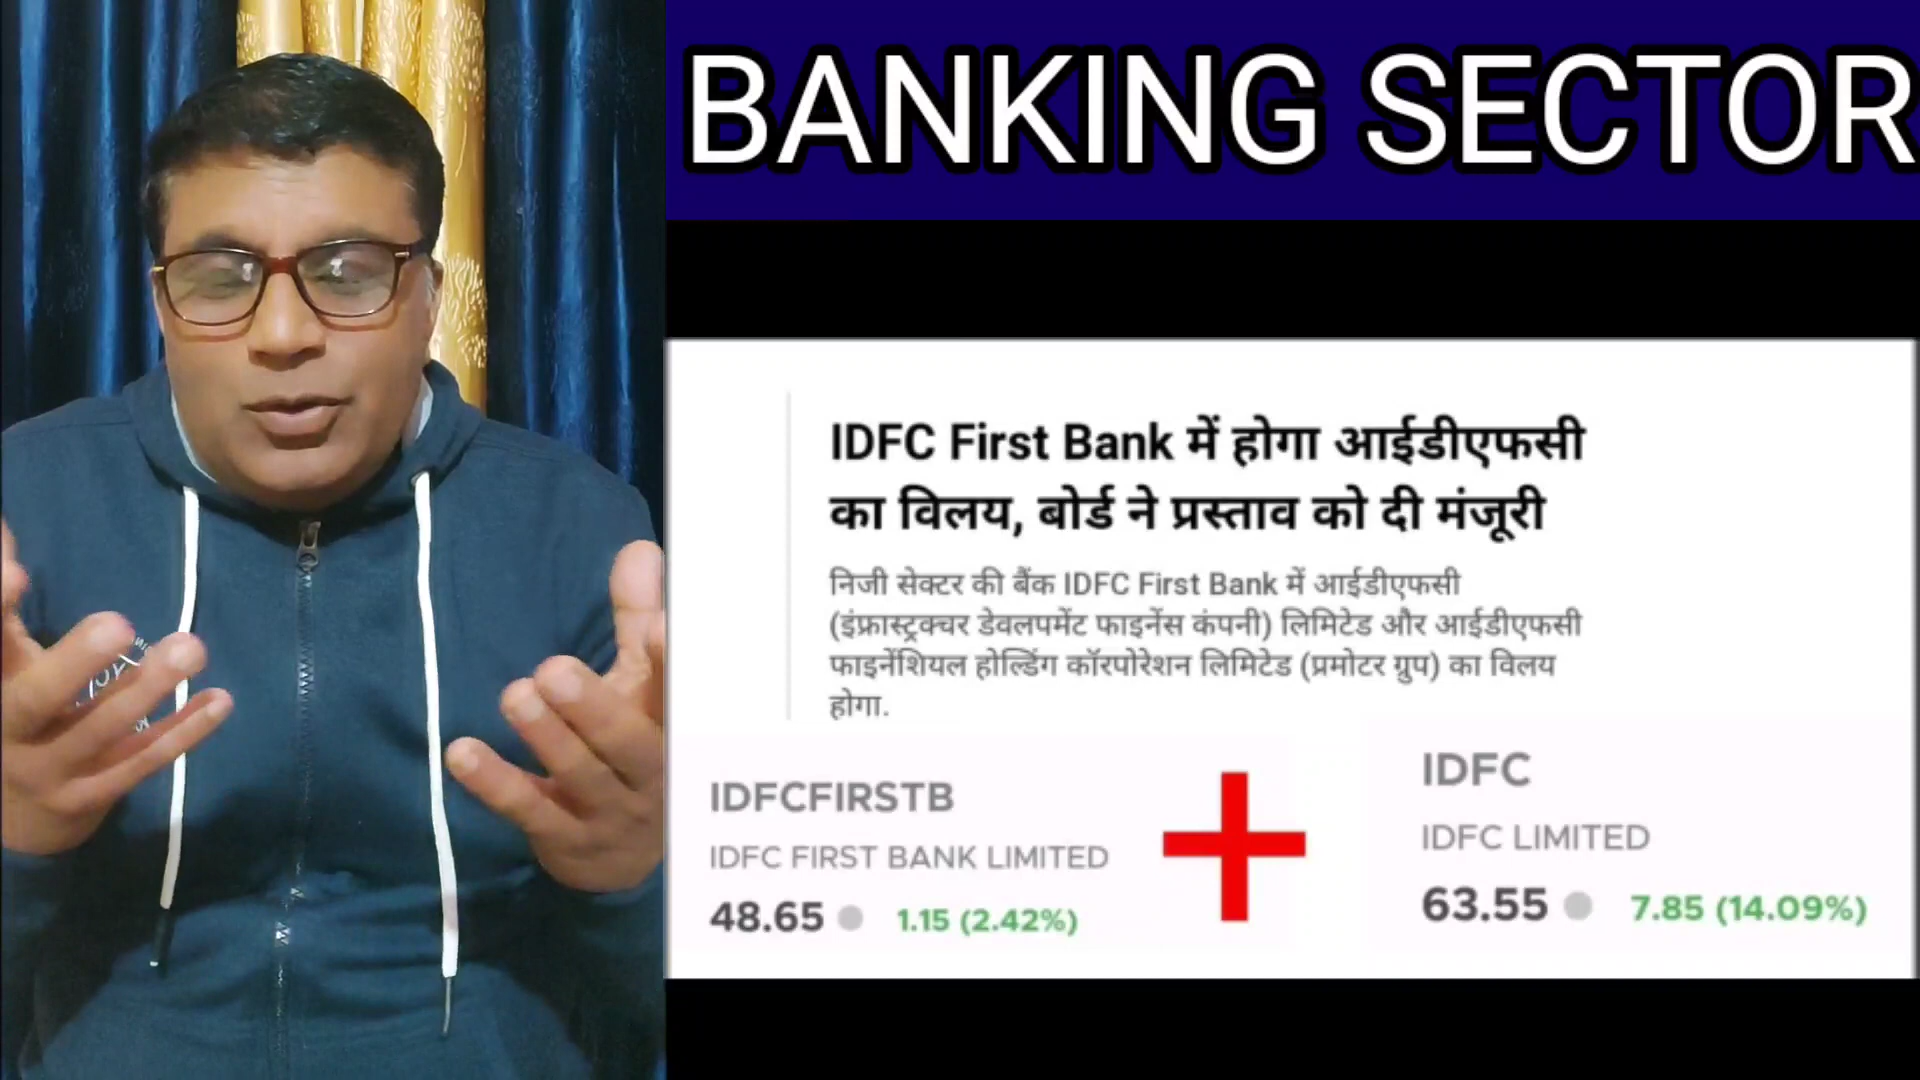 BANKING SECTOR
IDFC First Bank में होगा आईडीएफसी
का विलय, बोर्ड ने प्रस्ताव को दी मंजूरी
निजी सेक्टर की बैंक IDFC First Bank में आईडीएफसी
(इंफ्रास्ट्रक्चर डेवलपमेंट फाइनेंस कंपनी) लिमिटेड और आईडीएफसी
फाइनेंशियल होल्डिंग कॉरपोरेशन लिमिटेड (प्रमोटर ग्रुप) का विलय
होगा.
IDFCFIRSTB
IDFC FIRST BANK LIMITED
48.65 1.15 (2.42%)
IDFC
IDFC LIMITED
63.55 7.85 (14.09%)